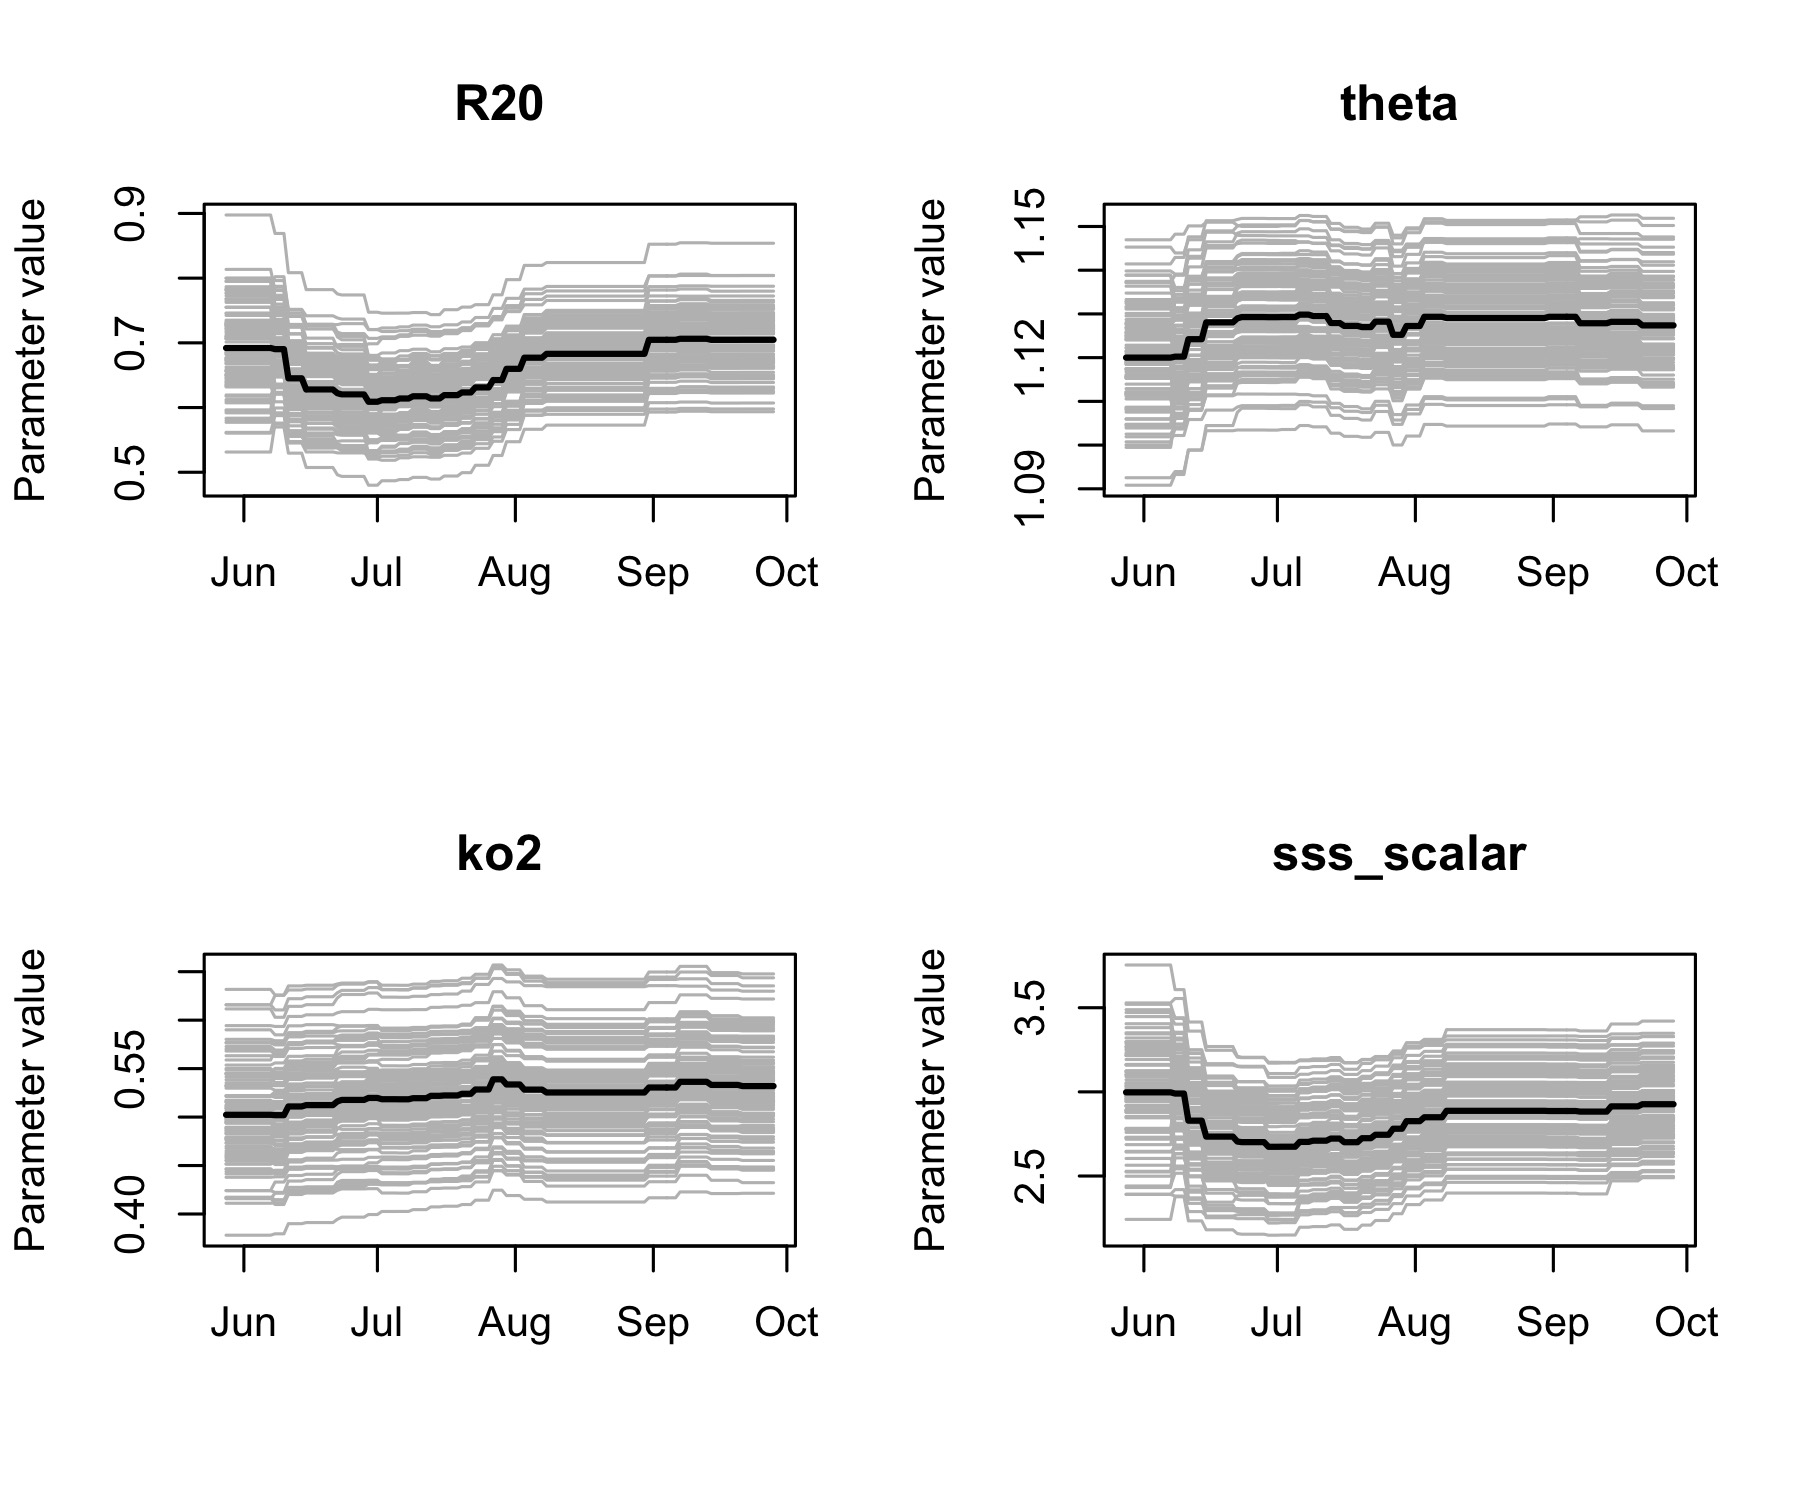 R20
Parameter value
0.9
0.7
0.5
Jun Jul Aug Sep Oct
theta
Parameter value
1.15
1.12
1.09
Jun Jul Aug Sep Oct
ko2
Parameter value
0.55
0.40
Jun Jul Aug Sep Oct
sss_scalar
Parameter value
3.5
2.5
Jun Jul Aug Sep Oct